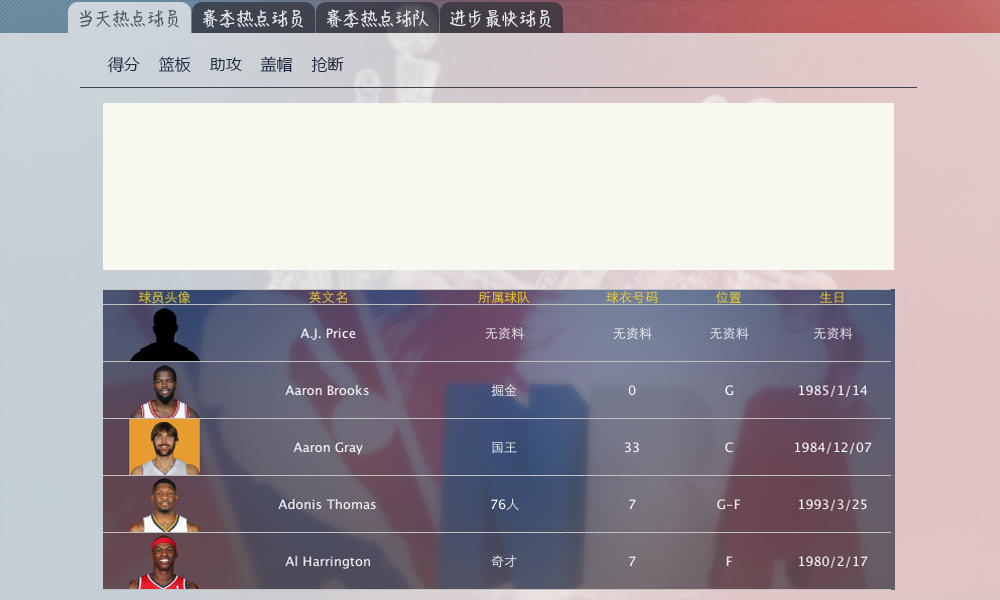 当天热点球员 赛季热点球员 赛季热点球队 进步最快球员
得分 篮板 助攻 盖帽 抢断
球员头像 英文名 所属球队 球衣号码 位置 生日
A.J. Price 无资料 无资料 无资料 无资料
Aaron Brooks 掘金 0 G 1985/1/14
Aaron Gray 国王 33 C 1984/12/07
Adonis Thomas 76人 7 G-F 1993/3/25
Al Harrington 奇才 7 F 1980/2/17